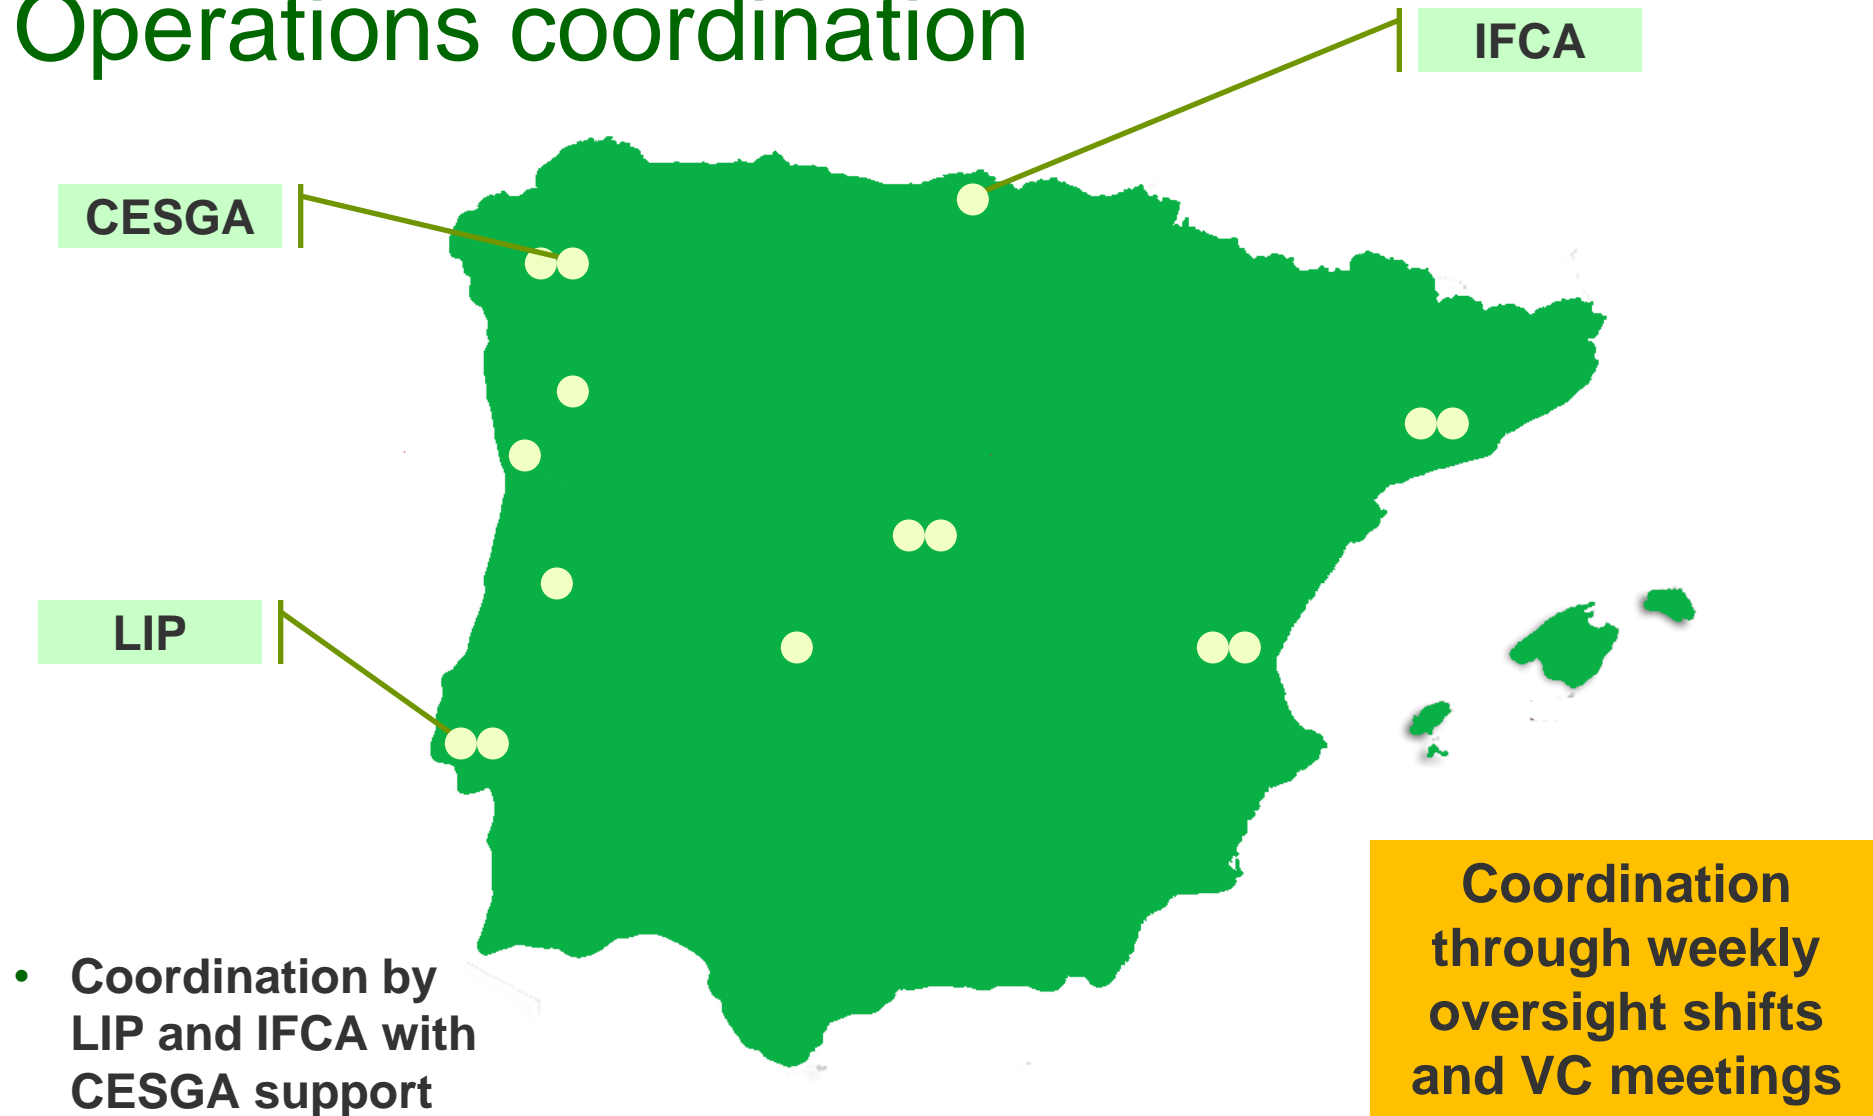 Operations coordination
IFCA
CESGA
LIP
• Coordination by
LIP and IFCA with
CESGA support
Coordination
through weekly
oversight shifts
and VC meetings